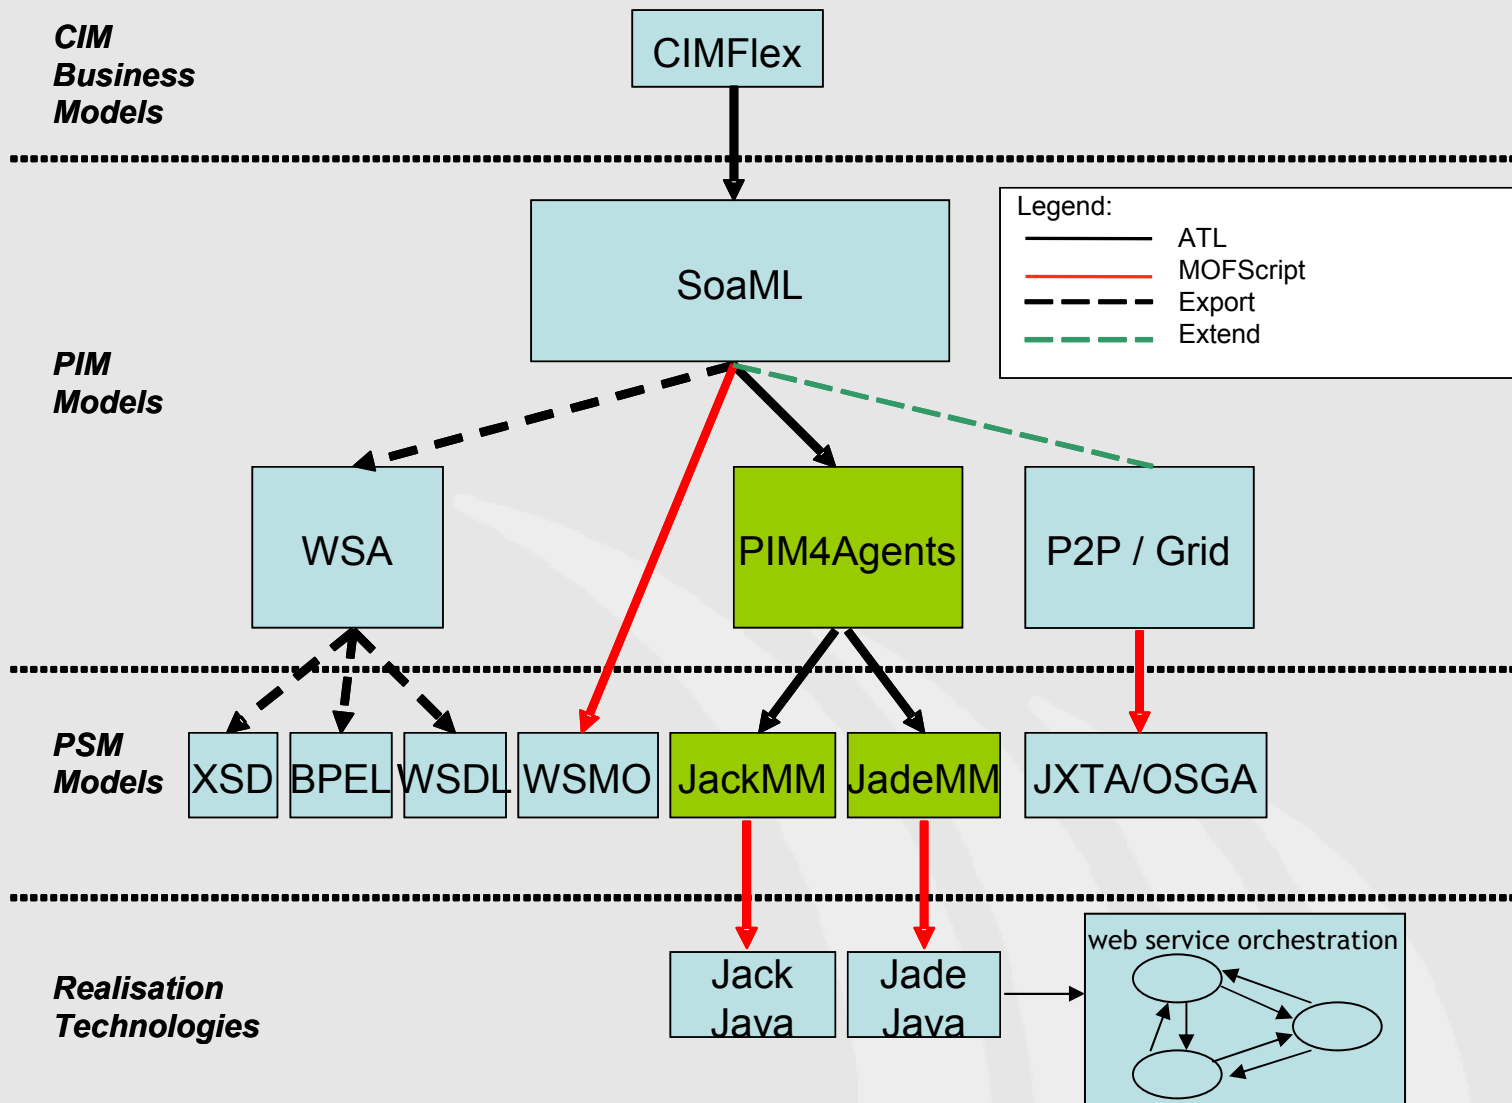 CIM
Business
Models
CIMFlex
Legend:
ATL
MOFScript
Export
Extend
SoaML
PIM
Models
WSA
PIM4Agents
P2P / Grid
PSM
Models
XSD
BPEL
WSDL
WSMO
JackMM
JadeMM
JXTA/OSGA
Realisation
Technologies
Jack
Java
Jade
Java
web service orchestration